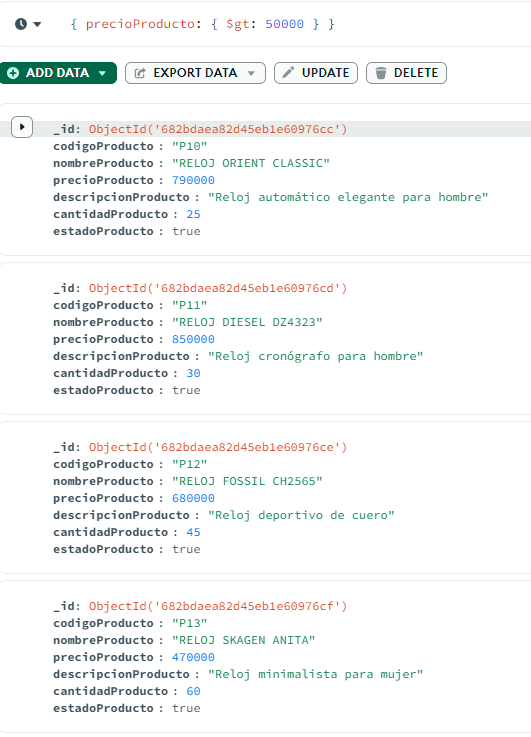 { precioProducto: { $gt: 50000 } }
ADD DATA
EXPORT DATA
UPDATE
DELETE
_id: ObjectId('682bdaea82d45eb1e60976cc')
codigoProducto : "P10"
nombreProducto : "RELOJ ORIENT CLASSIC"
precioProducto : 790000
descripcionProducto : "Reloj automático elegante para hombre"
cantidadProducto : 25
estadoProducto : true
_id: ObjectId('682bdaea82d45eb1e60976cd')
codigoProducto : "P11"
nombreProducto : "RELOJ DIESEL DZ4323"
precioProducto : 850000
descripcionProducto : "Reloj cronógrafo para hombre"
cantidadProducto : 30
estadoProducto : true
_id: ObjectId('682bdaea82d45eb1e60976ce')
codigoProducto : "P12"
nombreProducto : "RELOJ FOSSIL CH2565"
precioProducto : 680000
descripcionProducto : "Reloj deportivo de cuero"
cantidadProducto : 45
estadoProducto : true
_id: ObjectId('682bdaea82d45eb1e60976cf')
codigoProducto : "P13"
nombreProducto : "RELOJ SKAGEN ANITA"
precioProducto : 470000
descripcionProducto : "Reloj minimalista para mujer"
cantidadProducto : 60
estadoProducto : true